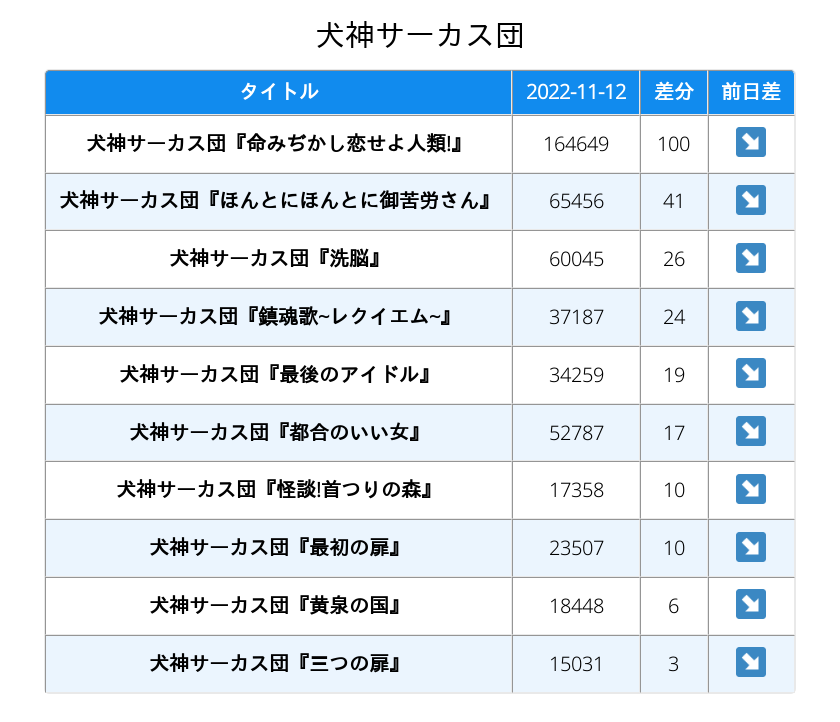 犬神サーカス団
タイトル 2022-11-12 差分 前日差
犬神サーカス団『命みぢかし恋せよ人類!』 164649 100
犬神サーカス団『ほんとにほんとに御苦労さん』 65456 41
犬神サーカス団『洗脳』 60045 26
犬神サーカス団『鎮魂歌~レクイエム~』 37187 24
犬神サーカス団『最後のアイドル』 34259 19
犬神サーカス団『都合のいい女』 52787 17
犬神サーカス団『怪談!首つりの森』 17358 10
犬神サーカス団『最初の扉』 23507 10
犬神サーカス団『黄泉の国』 18448 6
犬神サーカス団『三つの扉』 15031 3